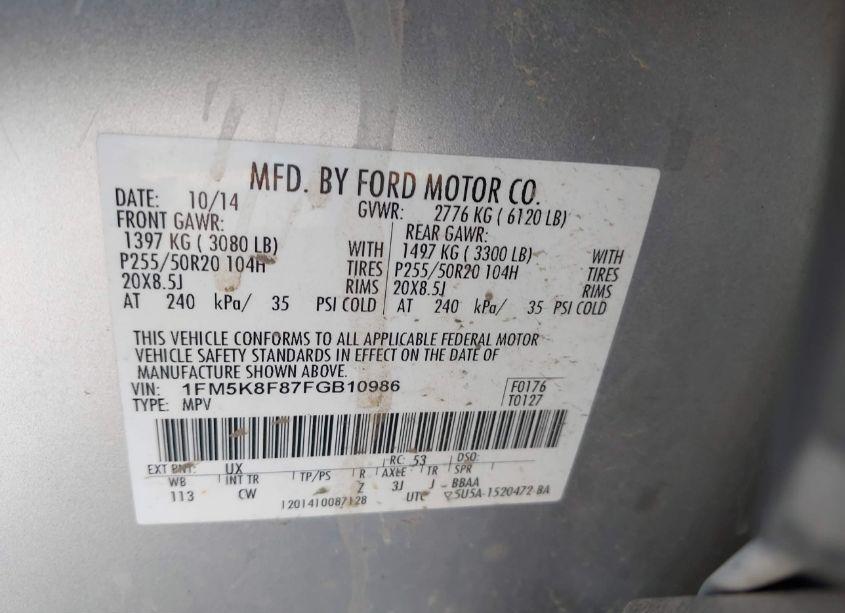 MFD. BY FORD MOTOR CO.
DATE: 10/14 GVWR: 2776 KG ( 6120 LB)
FRONT GAWR: REAR GAWR:
1397 KG ( 3080 LB) WITH 1497 KG ( 3300 LB) WITH
P255/50R20 104H TIRES P255/50R20 104H TIRES
20X8.5J RIMS 20X8.5J RIMS
AT 240 kPa/ 35 PSI COLD AT 240 kPa/ 35 PSI COLD
THIS VEHICLE CONFORMS TO ALL APPLICABLE FEDERAL MOTOR
VEHICLE SAFETY STANDARDS IN EFFECT ON THE DATE OF
MANUFACTURE SHOWN ABOVE.
VIN: 1FM5K8F87FGB10986 F0176
TYPE: MPV T0127
EXT PNT: UX RC: 53 DSO:
WB INT TR TP/PS R AXLE TR SPR
113 CW Z 3J J BBAA
1201410087128 UTC ▽5U5A-1520472-BA